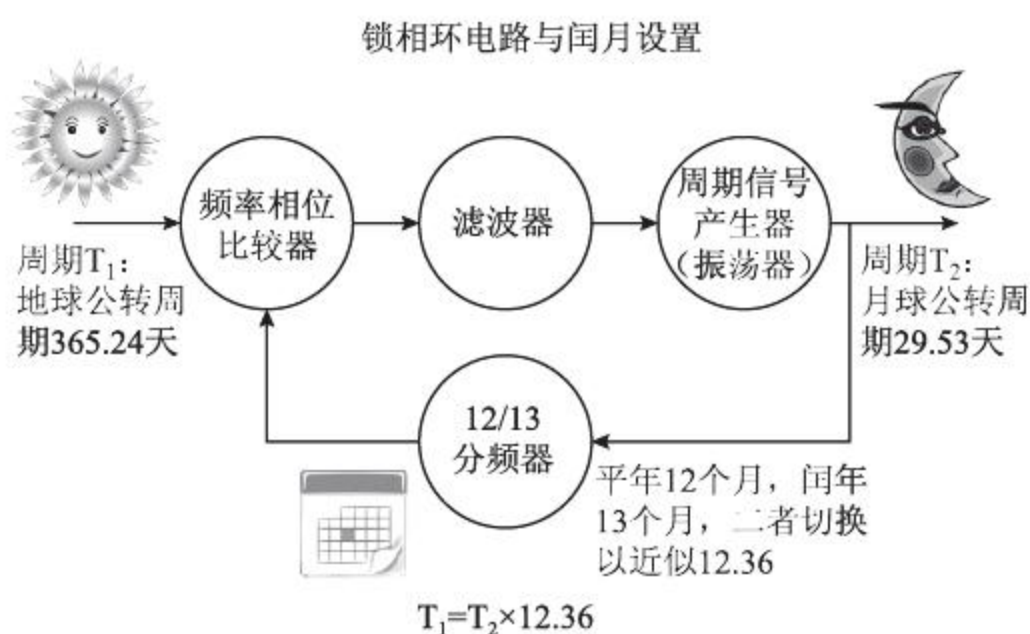 锁相环电路与闰月设置
频率相位
比较器
滤波器
周期信号
产生器
（振荡器）
周期T₁：
地球公转周
期365.24天
周期T₂：
月球公转周
期29.53天
12/13
分频器
平年12个月，闰年
13个月，二者切换
以近似12.36
T₁=T₂×12.36